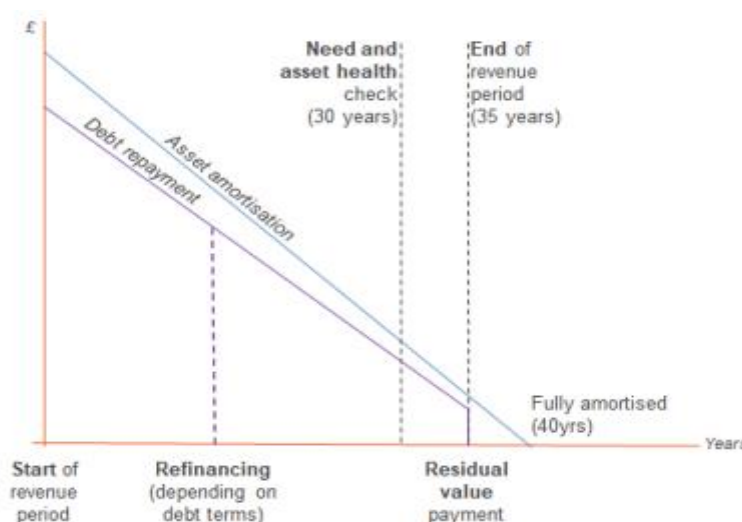 £
Need and
asset health
check
(30 years)
End of
revenue
period
(35 years)
Debt repayment
Asset amortisation
Fully amortised
(40yrs)
Years
Start of
revenue
period
Refinancing
(depending on
debt terms)
Residual
value
payment